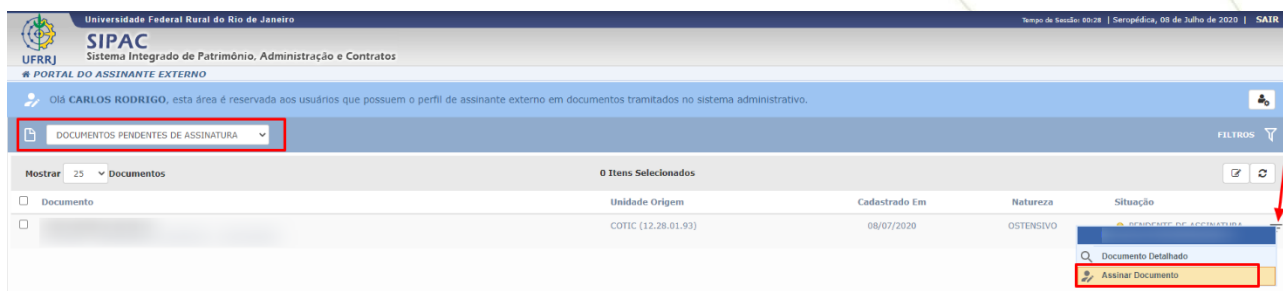 Universidade Federal Rural do Rio de Janeiro
Tempo de Sessão: 00:28 | Seropédica, 08 de Julho de 2020 | SAIR
UFRRJ
SIPAC
Sistema Integrado de Patrimônio, Administração e Contratos
PORTAL DO ASSINANTE EXTERNO
Olá CARLOS RODRIGO, esta área é reservada aos usuários que possuem o perfil de assinante externo em documentos tramitados no sistema administrativo.
DOCUMENTOS PENDENTES DE ASSINATURA
FILTROS
Mostrar 25 Documentos
0 Itens Selecionados
Documento Unidade Origem Cadastrado Em Natureza Situação
COTIC (12.28.01.93) 08/07/2020 OSTENSIVO PENDENTE DE ASSINATURA
Documento Detalhado
Assinar Documento